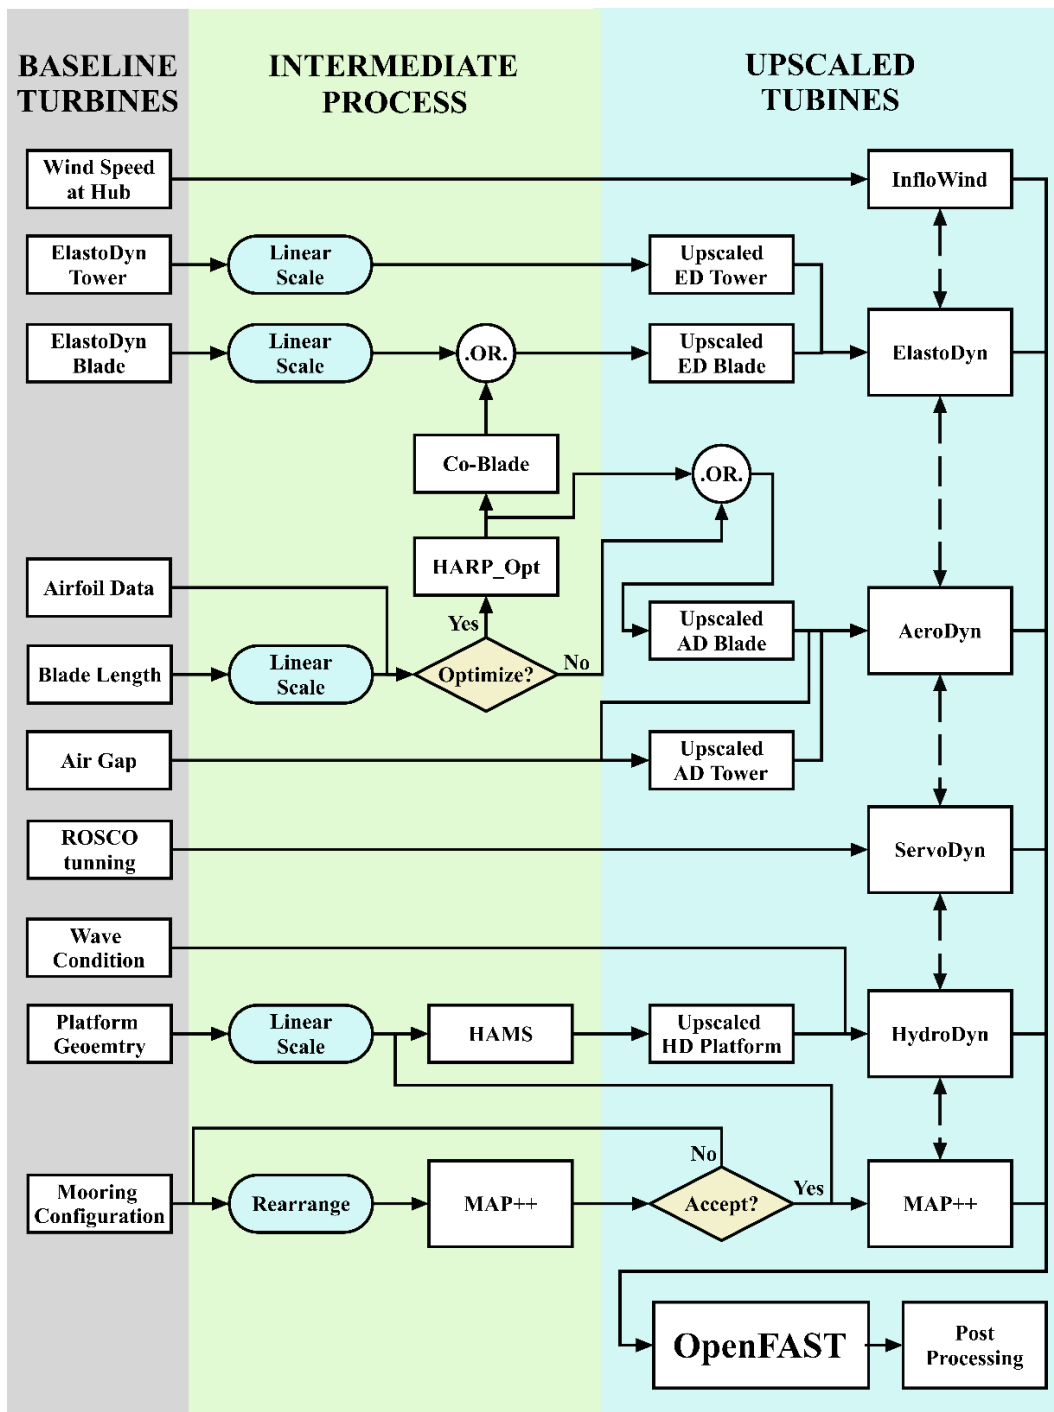 BASELINE
TURBINES
INTERMEDIATE
PROCESS
UPSCALED
TUBINES
Wind Speed
at Hub
InfloWind
ElastoDyn
Tower
Linear
Scale
Upscaled
ED Tower
ElastoDyn
Blade
Linear
Scale
.OR.
Upscaled
ED Blade
ElastoDyn
Co-Blade
.OR.
HARP_Opt
Airfoil Data
Yes
Upscaled
AD Blade
AeroDyn
Blade Length
Linear
Scale
Optimize?
No
Air Gap
Upscaled
AD Tower
ROSCO
tunning
ServoDyn
Wave
Condition
Platform
Geoemtry
Linear
Scale
HAMS
Upscaled
HD Platform
HydroDyn
No
Mooring
Configuration
Rearrange
MAP++
Accept?
Yes
MAP++
OpenFAST
Post
Processing